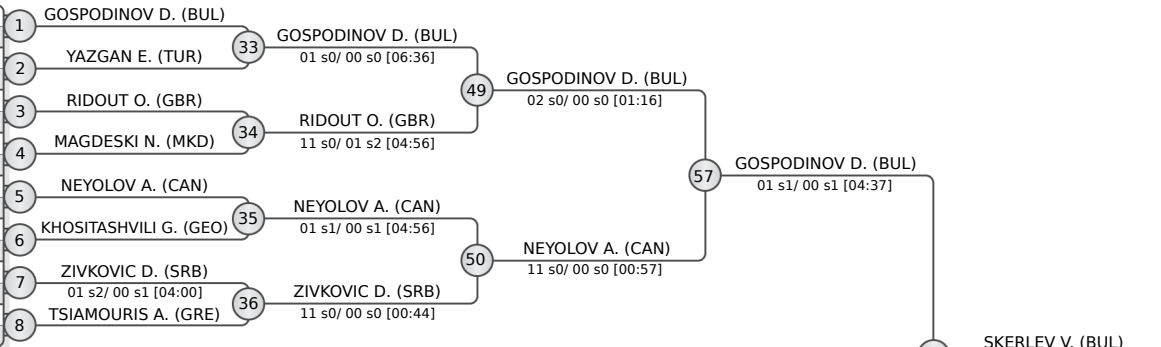 1
GOSPODINOV D. (BUL)
33
GOSPODINOV D. (BUL)
01 s0/ 00 s0 [06:36]
2
YAZGAN E. (TUR)
49
GOSPODINOV D. (BUL)
02 s0/ 00 s0 [01:16]
3
RIDOUT O. (GBR)
34
RIDOUT O. (GBR)
11 s0/ 01 s2 [04:56]
4
MAGDESKI N. (MKD)
57
GOSPODINOV D. (BUL)
01 s1/ 00 s1 [04:37]
5
NEYOLOV A. (CAN)
35
NEYOLOV A. (CAN)
01 s1/ 00 s1 [04:56]
6
KHOSITASHVILI G. (GEO)
50
NEYOLOV A. (CAN)
11 s0/ 00 s0 [00:57]
7
ZIVKOVIC D. (SRB)
01 s2/ 00 s1 [04:00]
36
ZIVKOVIC D. (SRB)
11 s0/ 00 s0 [00:44]
8
TSIAMOURIS A. (GRE)
SKERLEV V. (BUL)